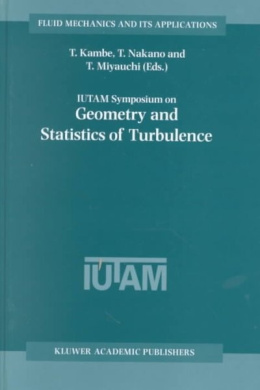 FLUID MECHANICS AND ITS APPLICATIONS
T. Kambe, T. Nakano and
T. Miyauchi (Eds.)
IUTAM Symposium on
Geometry and
Statistics of Turbulence
IUTAM
KLUWER ACADEMIC PUBLISHERS